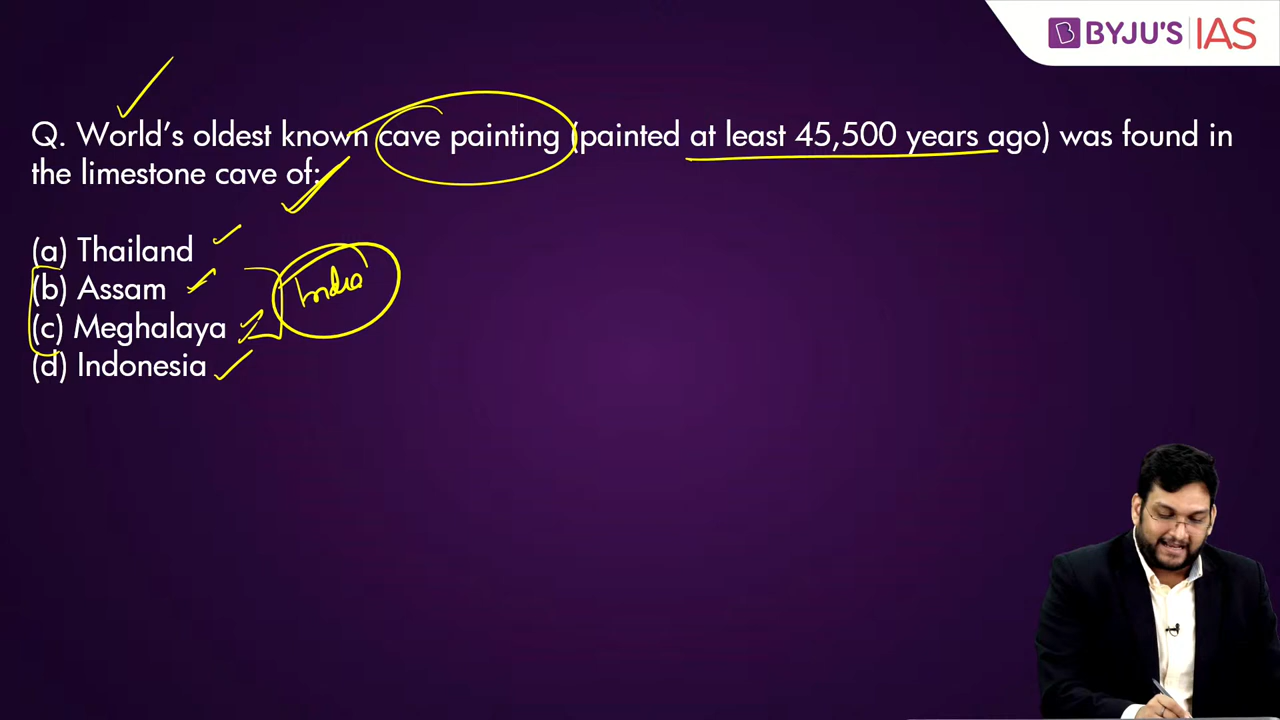 BYJU'S IAS
Q. World's oldest known cave painting (painted at least 45,500 years ago) was found in
the limestone cave of:
(a) Thailand
(b) Assam
(c) Meghalaya
(d) Indonesia
India